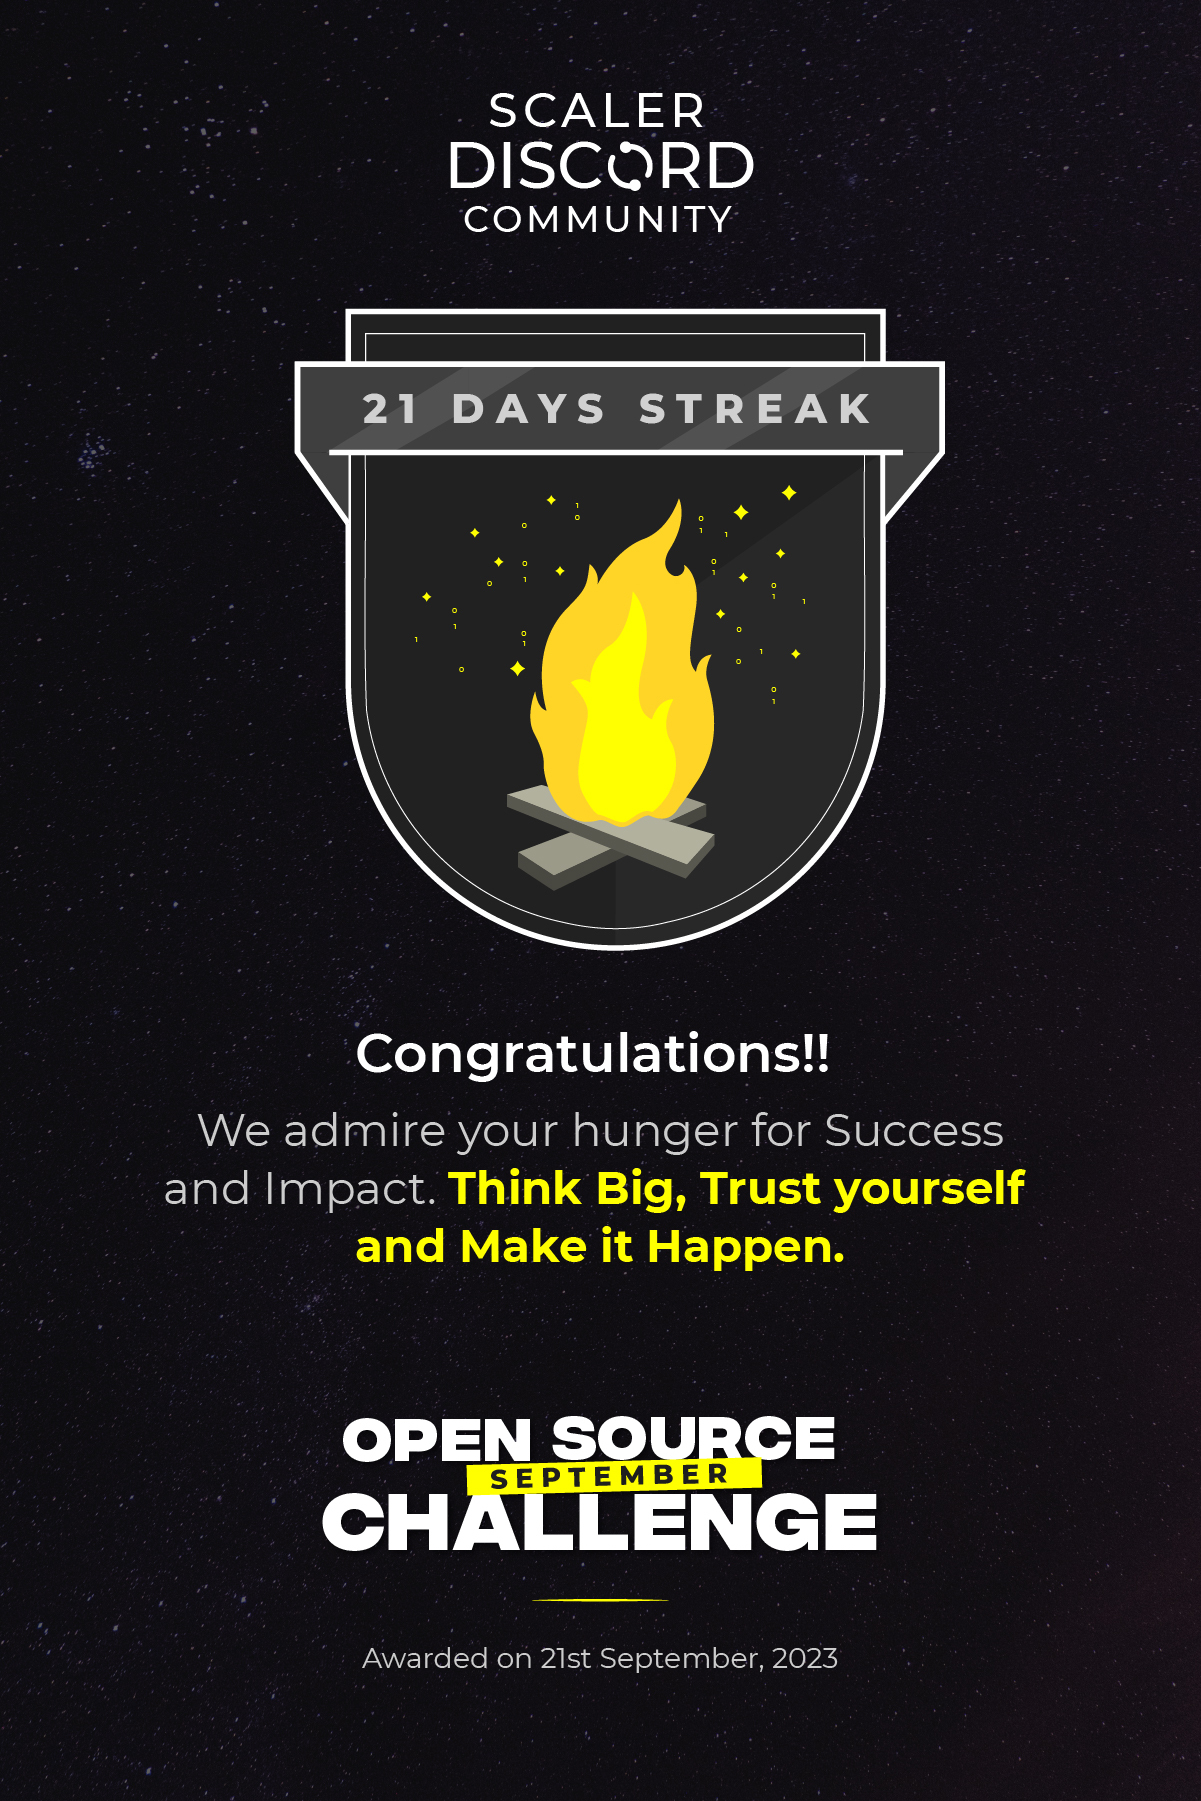 SCALER
DISCORD
COMMUNITY
21 DAYS STREAK
Congratulations!!
We admire your hunger for Success
and Impact. Think Big, Trust yourself
and Make it Happen.
OPEN SOURCE
SEPTEMBER
CHALLENGE
Awarded on 21st September, 2023